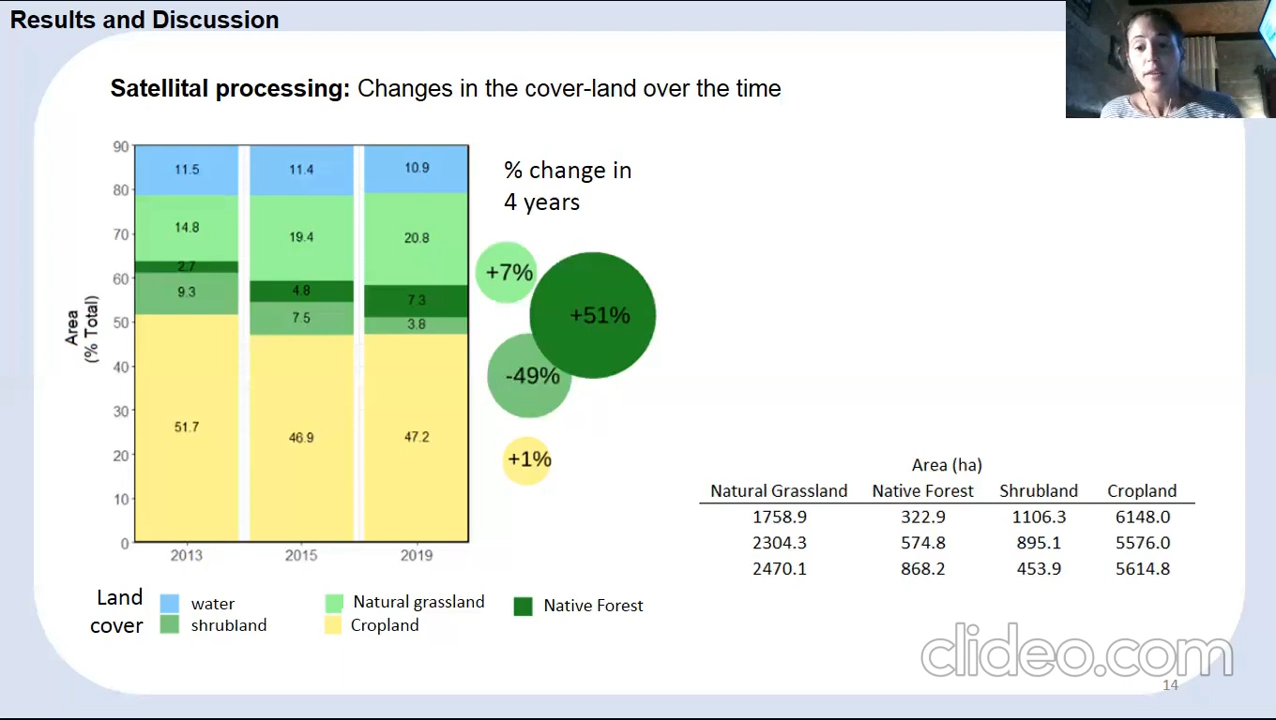 Results and Discussion
Satellital processing: Changes in the cover-land over the time
Area
(% Total)
90
80
70
60
50
40
30
20
10
0
11.5
14.8
2.7
9.3
51.7
11.4
19.4
4.8
7.5
46.9
10.9
20.8
7.3
3.8
47.2
2013 2015 2019
% change in
4 years
+7%
+51%
-49%
+1%
Land
cover
water Natural grassland Native Forest
shrubland Cropland
Area (ha)
Natural Grassland Native Forest Shrubland Cropland
1758.9 322.9 1106.3 6148.0
2304.3 574.8 895.1 5576.0
2470.1 868.2 453.9 5614.8
clideo.com
14